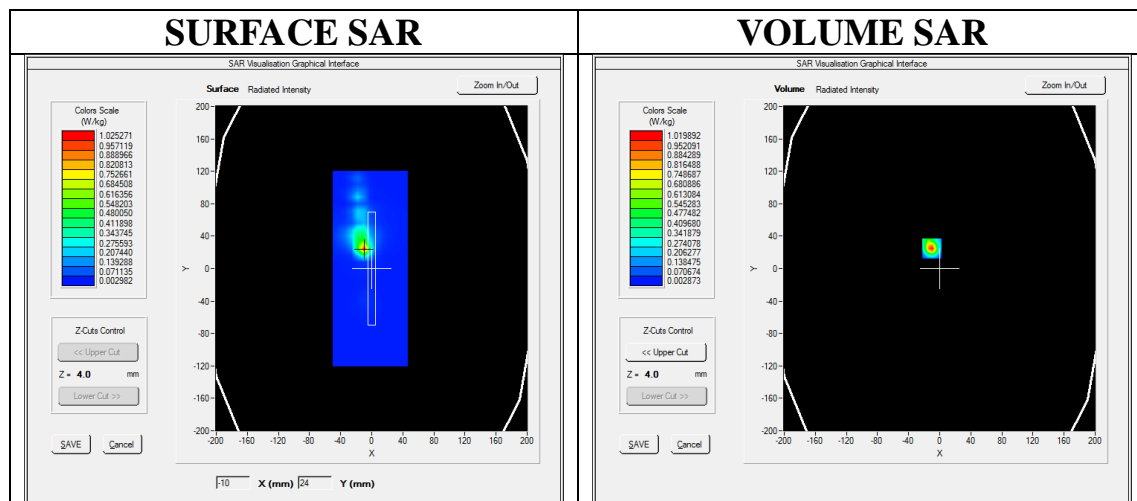 SURFACE SAR
SAR Visualisation Graphical Interface
Surface Radiated Intensity
Zoom In/Out
Colors Scale
(W/kg)
1.025271
0.957119
0.888966
0.820813
0.752661
0.684508
0.616356
0.548203
0.480050
0.411898
0.343745
0.275593
0.207440
0.139288
0.071135
0.002982
Z-Cuts Control
<< Upper Cut
Z = 4.0 mm
Lower Cut >>
SAVE Cancel
200
160
120
80
40
0
-40
-80
-120
-160
-200
Y
-200 -160 -120 -80 -40 0 40 80 120 160 200
X
-10 X (mm) 24 Y (mm)
VOLUME SAR
SAR Visualisation Graphical Interface
Volume Radiated Intensity
Zoom In/Out
Colors Scale
(W/kg)
1.019892
0.952091
0.884289
0.816488
0.748687
0.680886
0.613084
0.545283
0.477482
0.409680
0.341879
0.274078
0.206277
0.138475
0.070674
0.002873
Z-Cuts Control
<< Upper Cut
Z = 4.0 mm
Lower Cut >>
SAVE Cancel
200
160
120
80
40
0
-40
-80
-120
-160
-200
Y
-200 -160 -120 -80 -40 0 40 80 120 160 200
X